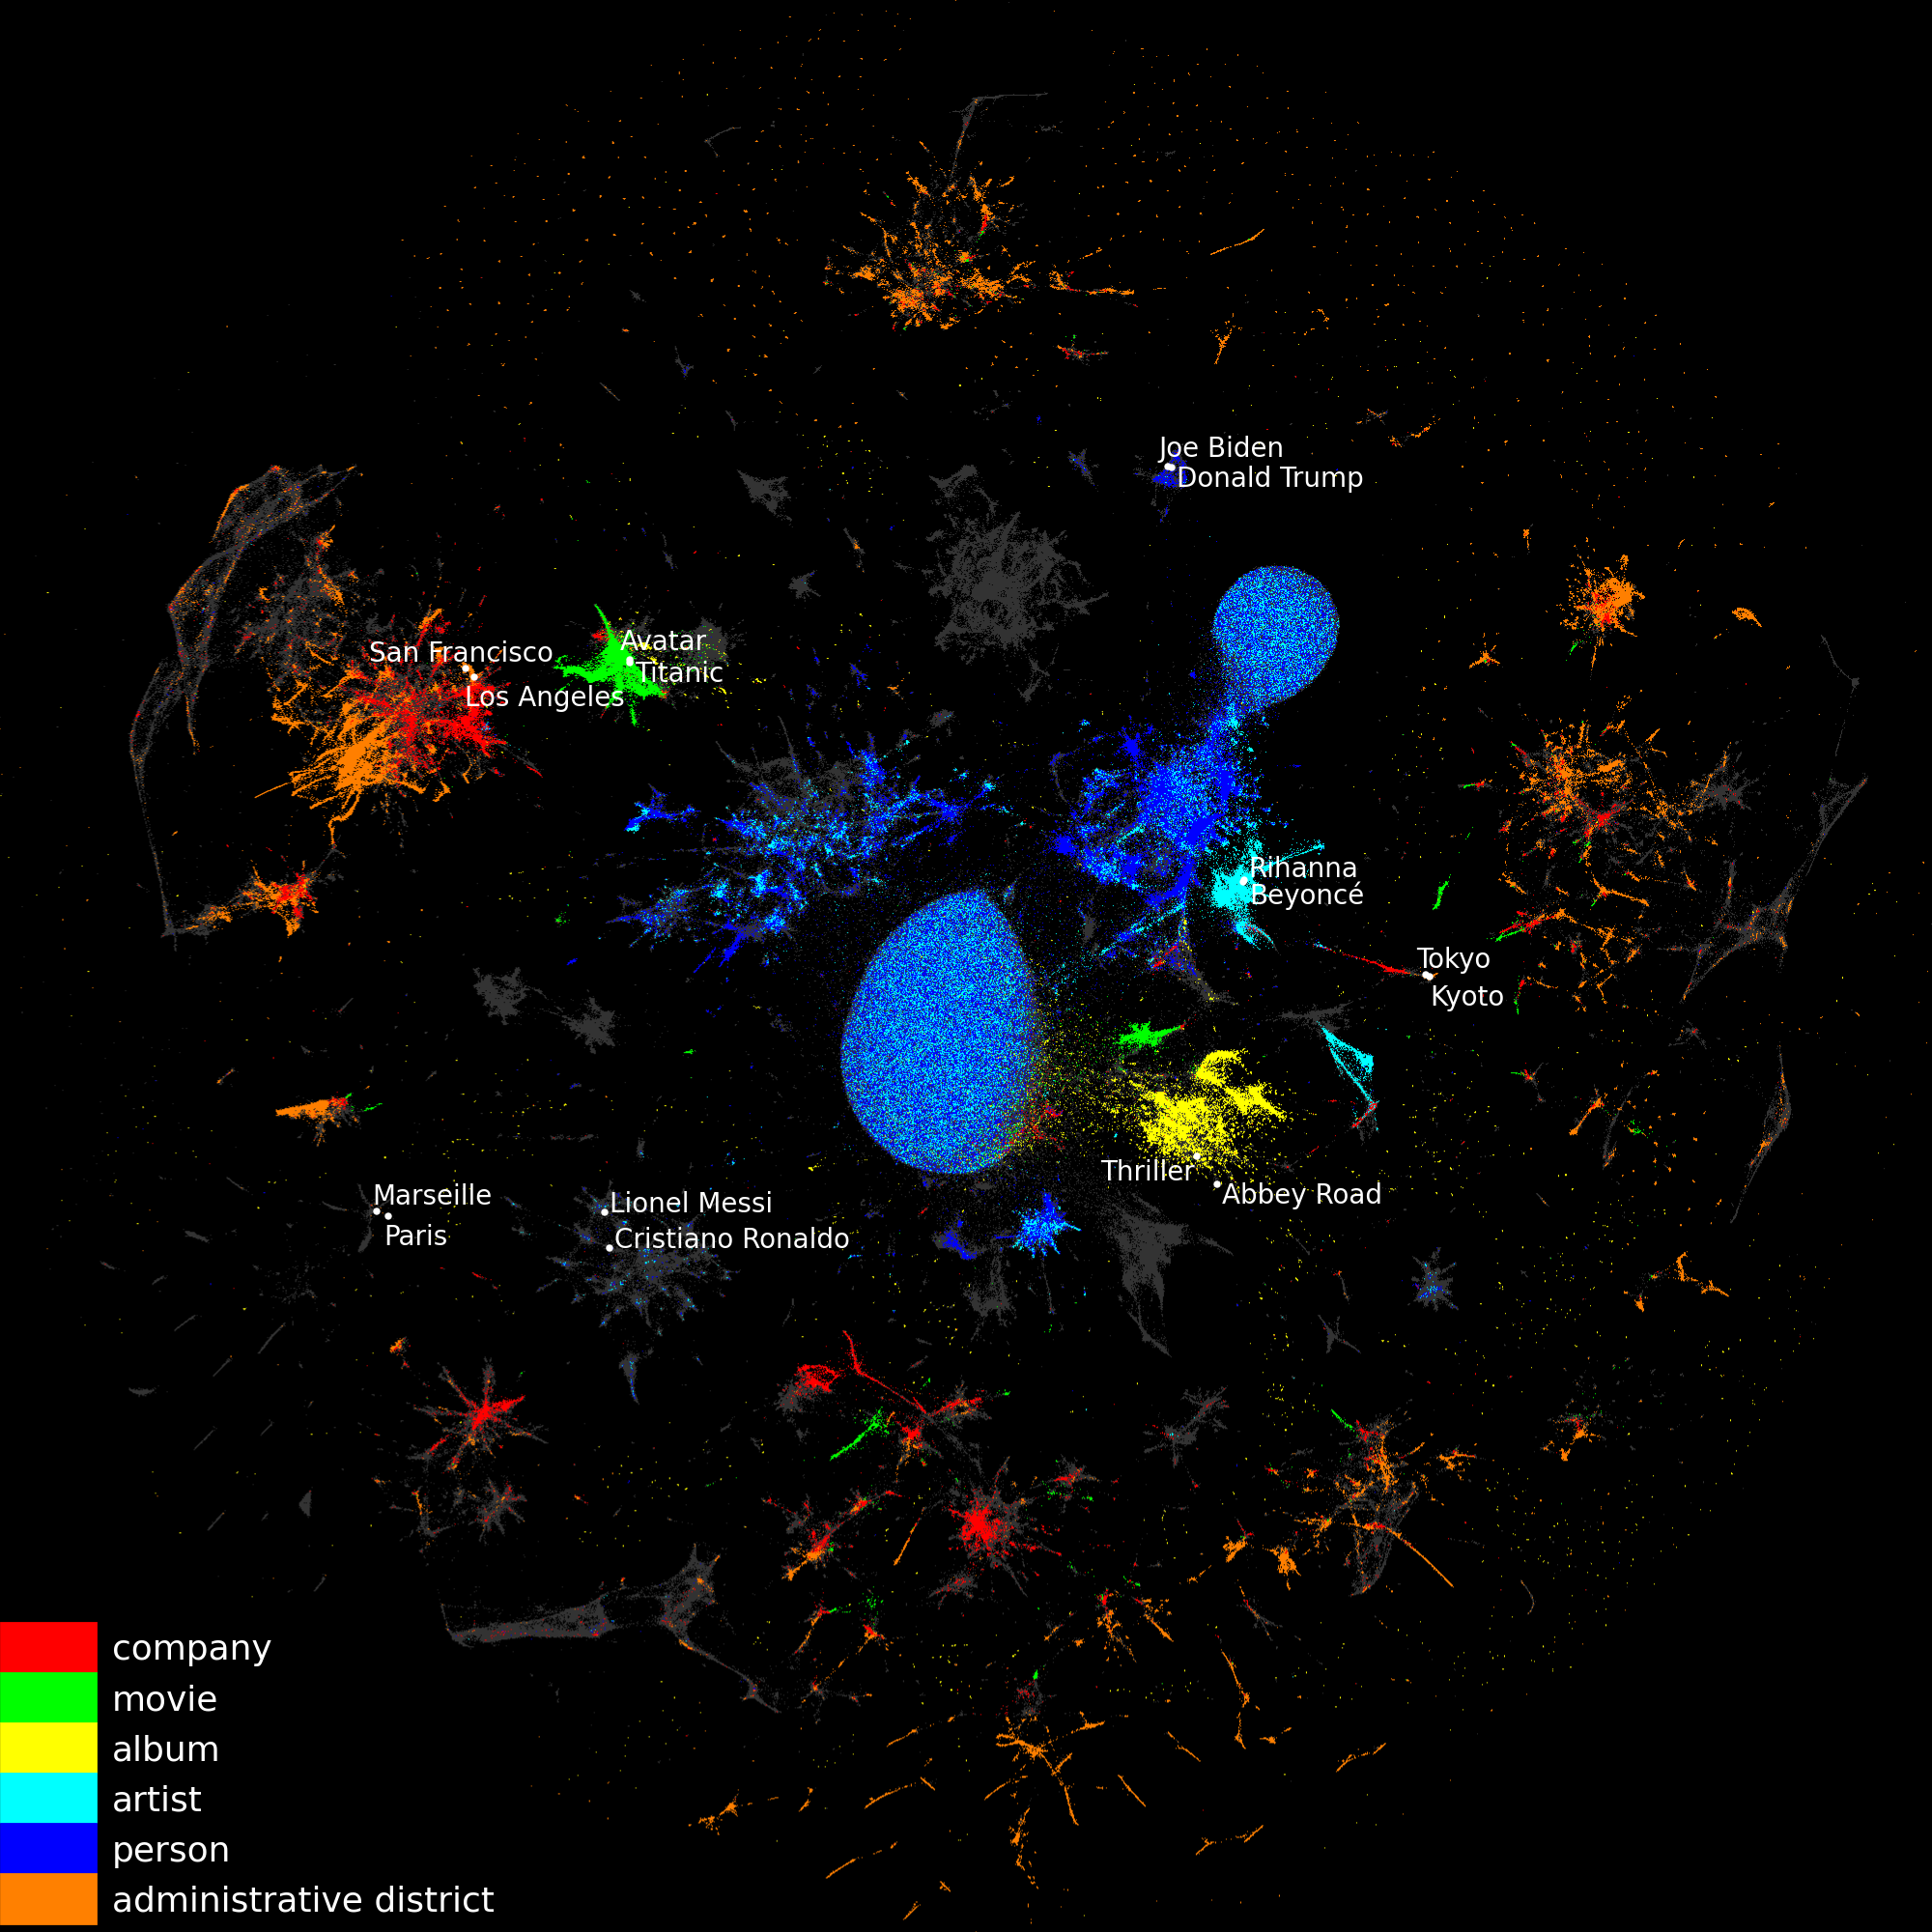 Joe Biden
Donald Trump
Avatar
San Francisco
Titanic
Los Angeles
Rihanna
Beyoncé
Tokyo
Kyoto
Thriller
Abbey Road
Marseille
Lionel Messi
Paris
Cristiano Ronaldo
company
movie
album
artist
person
administrative district